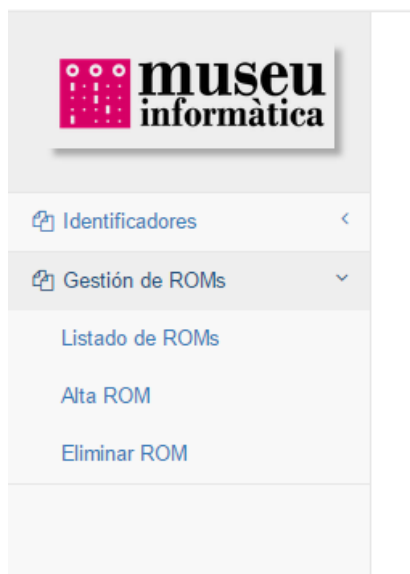 museu
informàtica
Identificadores
Gestión de ROMs
Listado de ROMs
Alta ROM
Eliminar ROM